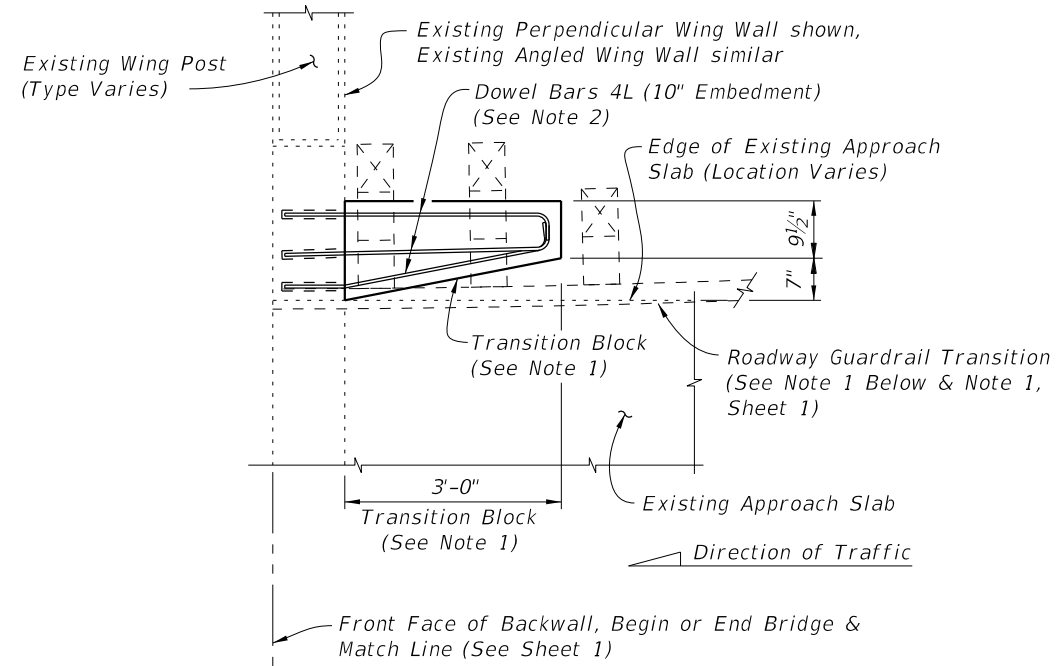 Existing Perpendicular Wing Wall shown,
Existing Angled Wing Wall similar
Existing Wing Post
(Type Varies)
Dowel Bars 4L (10" Embedment)
(See Note 2)
Edge of Existing Approach
Slab (Location Varies)
9½"
7"
Transition Block
(See Note 1)
Roadway Guardrail Transition
(See Note 1 Below & Note 1,
Sheet 1)
3'-0"
Transition Block
(See Note 1)
Existing Approach Slab
Direction of Traffic
Front Face of Backwall, Begin or End Bridge &
Match Line (See Sheet 1)